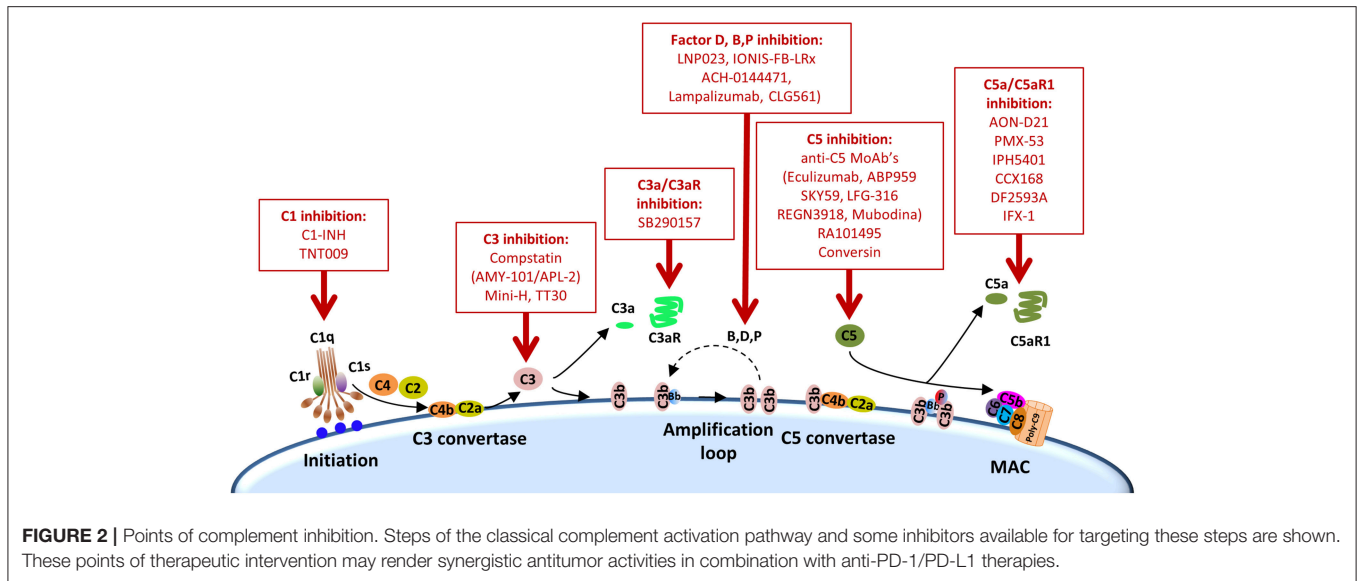 Factor D, B,P inhibition:
LNP023, IONIS-FB-LRx
ACH-0144471,
Lampalizumab, CLG561)
C5a/C5aR1
inhibition:
AON-D21
PMX-53
IPH5401
CCX168
DF2593A
IFX-1
C5 inhibition:
anti-C5 MoAb's
(Eculizumab, ABP959
SKY59, LFG-316
REGN3918, Mubodina)
RA101495
Conversin
C3a/C3aR
inhibition:
SB290157
C1 inhibition:
C1-INH
TNT009
C3 inhibition:
Compstatin
(AMY-101/APL-2)
Mini-H, TT30
C1q
C1r
C1s
C4
C2
C4b
C2a
C3
C3a
C3aR
B,D,P
C5
C5a
C5aR1
C3b
C3b
Bb
C3b
C3b
C3b
C4b
C2a
C3b
Bb
P
C3b
C5b
C6
C7
C8
Poly-C9
Initiation
C3 convertase
Amplification
loop
C5 convertase
MAC
FIGURE 2 | Points of complement inhibition. Steps of the classical complement activation pathway and some inhibitors available for targeting these steps are shown.
These points of therapeutic intervention may render synergistic antitumor activities in combination with anti-PD-1/PD-L1 therapies.